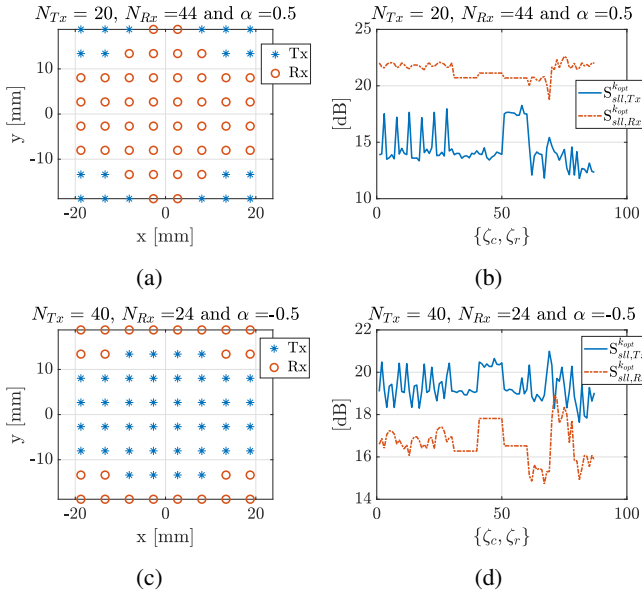 N_{Tx} = 20, N_{Rx} =44 and α =0.5
Tx
Rx
10
0
-10
y [mm]
-20
0
20
x [mm]
(a)
N_{Tx} = 20, N_{Rx} =44 and α =0.5
S^{k_{opt}}_{sll,Tx}
S^{k_{opt}}_{sll,Rx}
25
20
15
10
[dB]
0
50
100
{ζ_c, ζ_r}
(b)
N_{Tx} = 40, N_{Rx} =24 and α =-0.5
Tx
Rx
10
0
-10
y [mm]
-20
0
20
x [mm]
(c)
N_{Tx} = 40, N_{Rx} =24 and α =-0.5
S^{k_{opt}}_{sll,T}
S^{k_{opt}}_{sll,R}
22
20
18
16
14
[dB]
0
50
100
{ζ_c, ζ_r}
(d)